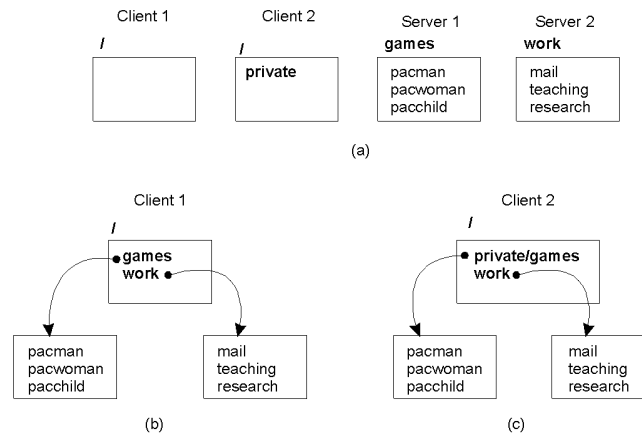 Client 1
Client 2
Server 1
Server 2
/
/
games
work
private
pacman
pacwoman
pacchild
mail
teaching
research
(a)
Client 1
Client 2
/
/
games
work
private/games
work
pacman
pacwoman
pacchild
mail
teaching
research
pacman
pacwoman
pacchild
mail
teaching
research
(b)
(c)